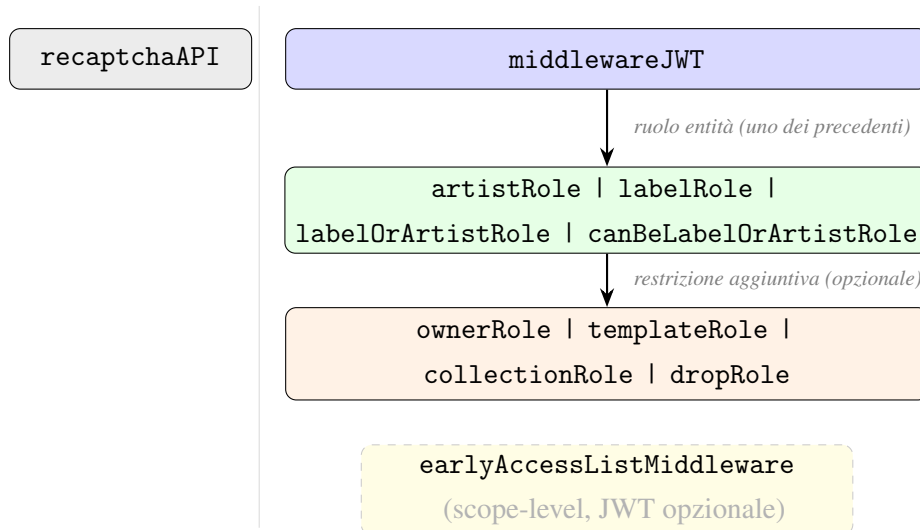 recaptchaAPI
middlewareJWT
ruolo entità (uno dei precedenti)
artistRole | labelRole |
labelOrArtistRole | canBeLabelOrArtistRole
restrizione aggiuntiva (opzionale)
ownerRole | templateRole |
collectionRole | dropRole
earlyAccessListMiddleware
(scope-level, JWT opzionale)